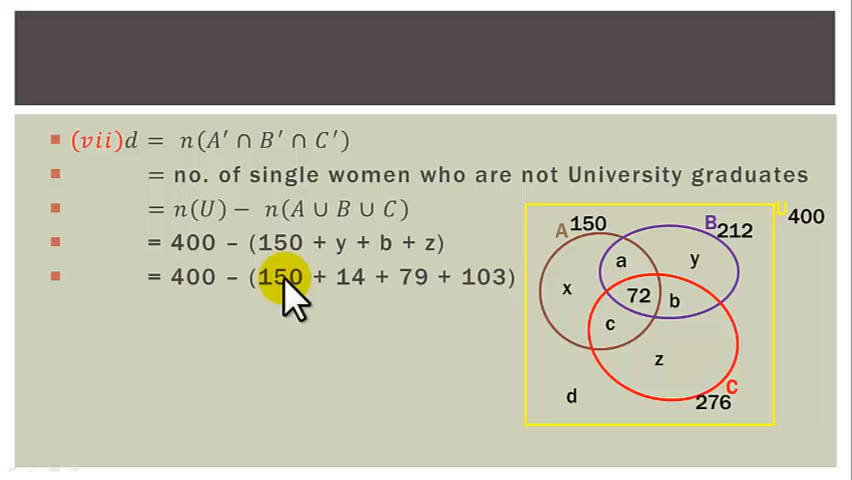 (vii)d = n(A′ ∩ B′ ∩ C′)
= no. of single women who are not University graduates
= n(U) − n(A ∪ B ∪ C)
= 400 – (150 + y + b + z)
= 400 – (150 + 14 + 79 + 103)
U 400
A 150
B 212
a
y
x
72
b
c
z
d
C
276